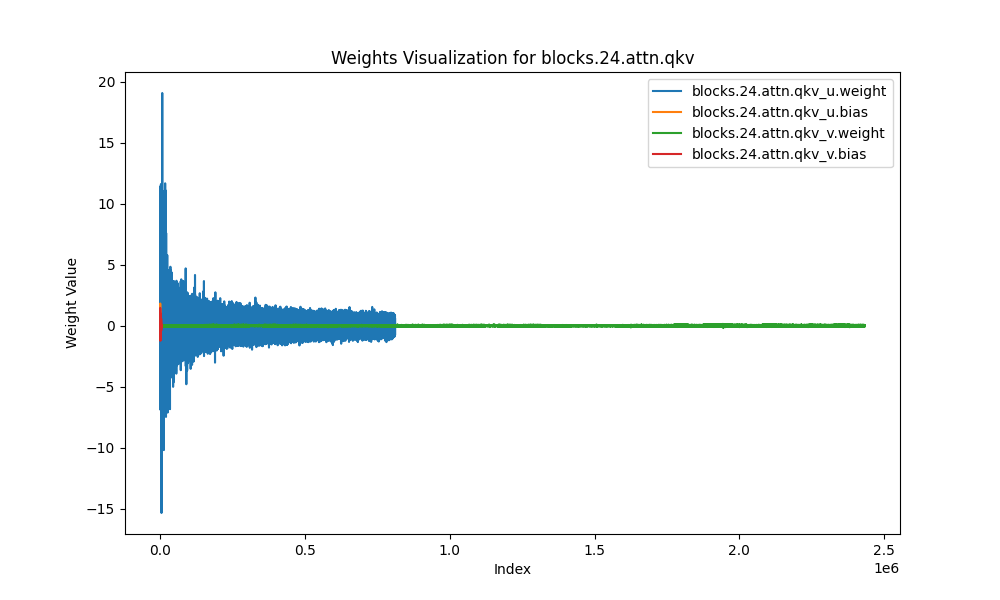 Weights Visualization for blocks.24.attn.qkv
20
15
10
5
0
−5
−10
−15
Weight Value
blocks.24.attn.qkv_u.weight
blocks.24.attn.qkv_u.bias
blocks.24.attn.qkv_v.weight
blocks.24.attn.qkv_v.bias
0.0 0.5 1.0 1.5 2.0 2.5
1e6
Index